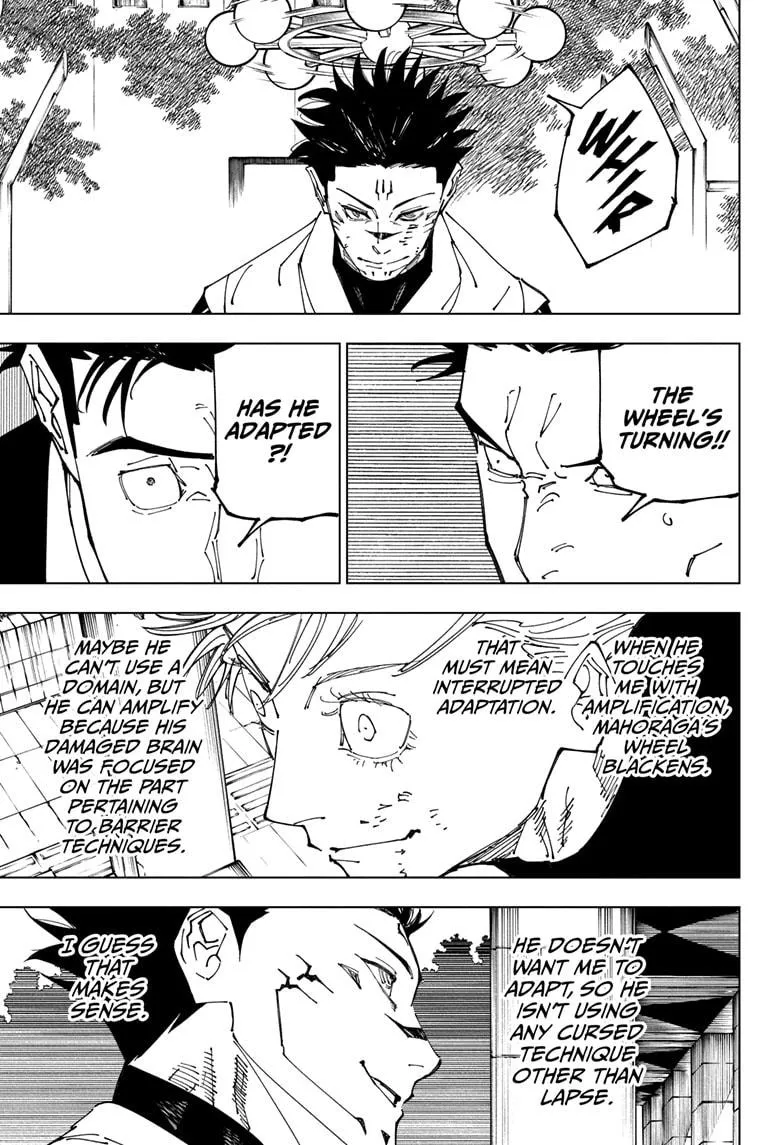 WHIR
THE
WHEEL'S
TURNING!!
HAS HE
ADAPTED
?!
WHEN HE
TOUCHES
ME WITH
AMPLIFICATION,
MAHORAGA'S
WHEEL
BLACKENS.
THAT
MUST MEAN
INTERRUPTED
ADAPTATION.
MAYBE HE
CAN'T USE A
DOMAIN, BUT
HE CAN AMPLIFY
BECAUSE HIS
DAMAGED BRAIN
WAS FOCUSED
ON THE PART
PERTAINING
TO BARRIER
TECHNIQUES.
HE DOESN'T
WANT ME TO
ADAPT, SO HE
ISN'T USING
ANY CURSED
TECHNIQUE
OTHER THAN
LAPSE.
I GUESS
THAT
MAKES
SENSE.